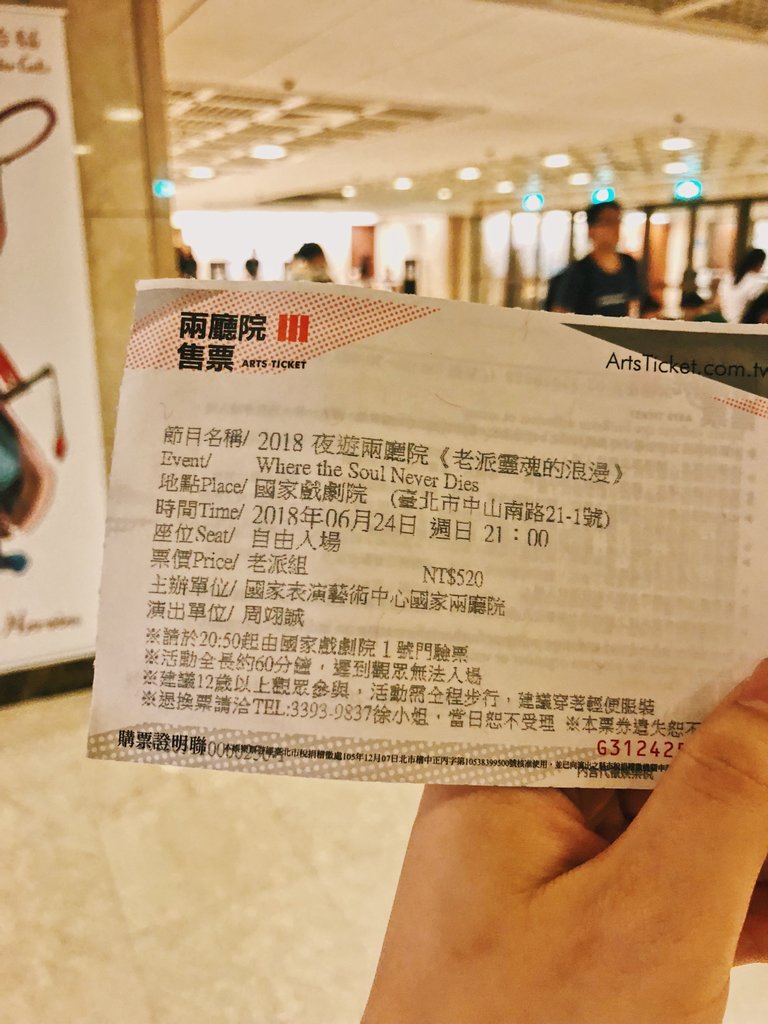 兩廳院
售票 ARTS TICKET
ArtsTicket.com.tw
節目名稱/ 2018 夜遊兩廳院《老派靈魂的浪漫》
Event/ Where the Soul Never Dies
地點Place/ 國家戲劇院 (臺北市中山南路21-1號)
時間Time/ 2018年06月24日 週日 21：00
座位Seat/ 自由入場
票價Price/ 老派組 NT$520
主辦單位/ 國家表演藝術中心國家兩廳院
演出單位/ 周翊誠
※請於20:50起由國家戲劇院 1 號門驗票
※活動全長約60分鐘，遲到觀眾無法入場
※建議12歲以上觀眾參與，活動需全程步行，建議穿著輕便服裝
※退換票請洽TEL:3393-9837徐小姐，當日恕不受理 ※本票券遺失恕不
G312425
購票證明聯